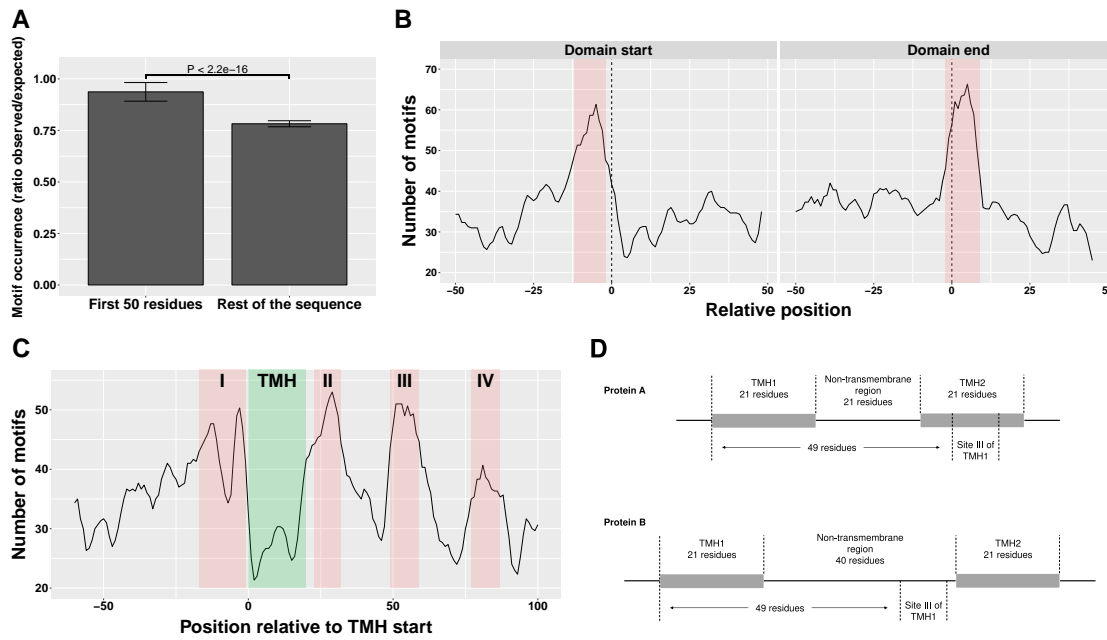 A
Motif occurrence (ratio observed/expected)
1.00
0.75
0.50
0.25
0.00
P < 2.2e−16
First 50 residues
Rest of the sequence
B
Domain start
Domain end
Number of motifs
70
60
50
40
30
20
−50
−25
0
25
50
−50
−25
0
25
50
Relative position
C
I
TMH
II
III
IV
Number of motifs
50
40
30
20
−50
0
50
100
Position relative to TMH start
D
Protein A
TMH1
21 residues
Non-transmembrane
region
21 residues
TMH2
21 residues
49 residues
Site III of
TMH1
Protein B
TMH1
21 residues
Non-transmembrane
region
40 residues
TMH2
21 residues
49 residues
Site III of
TMH1